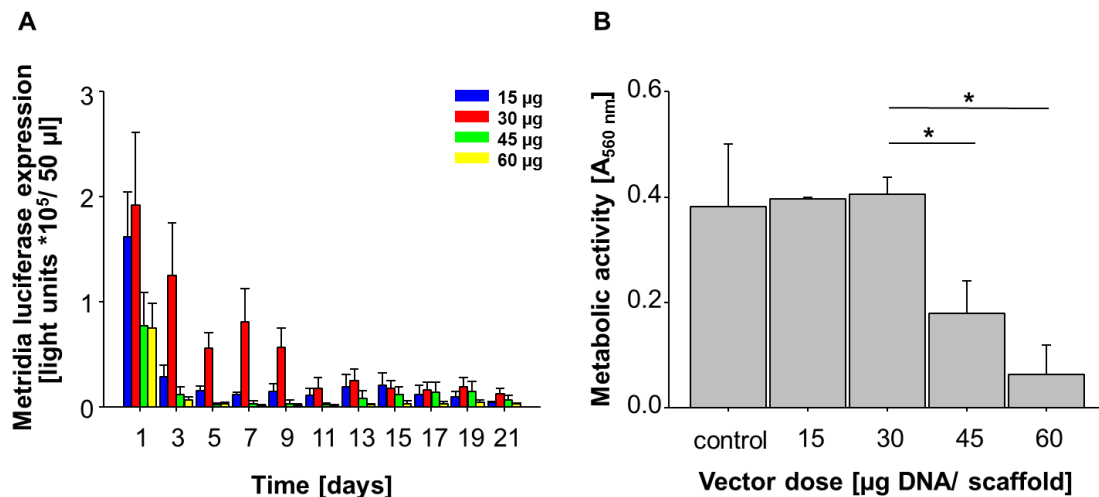 A
Metridia luciferase expression
[light units *10⁵/ 50 µl]
3
2
1
0
15 µg
30 µg
45 µg
60 µg
1 3 5 7 9 11 13 15 17 19 21
Time [days]
B
Metabolic activity [A560 nm]
0.6
0.4
0.2
0.0
*
*
control 15 30 45 60
Vector dose [µg DNA/ scaffold]